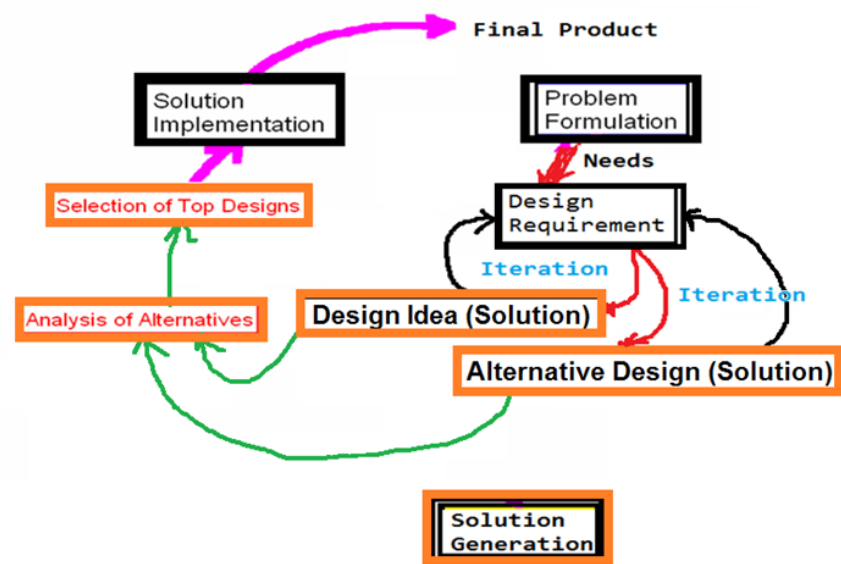 Final Product
Solution
Implementation
Problem
Formulation
Needs
Selection of Top Designs
Design
Requirement
Iteration
Iteration
Analysis of Alternatives
Design Idea (Solution)
Alternative Design (Solution)
Solution
Generation